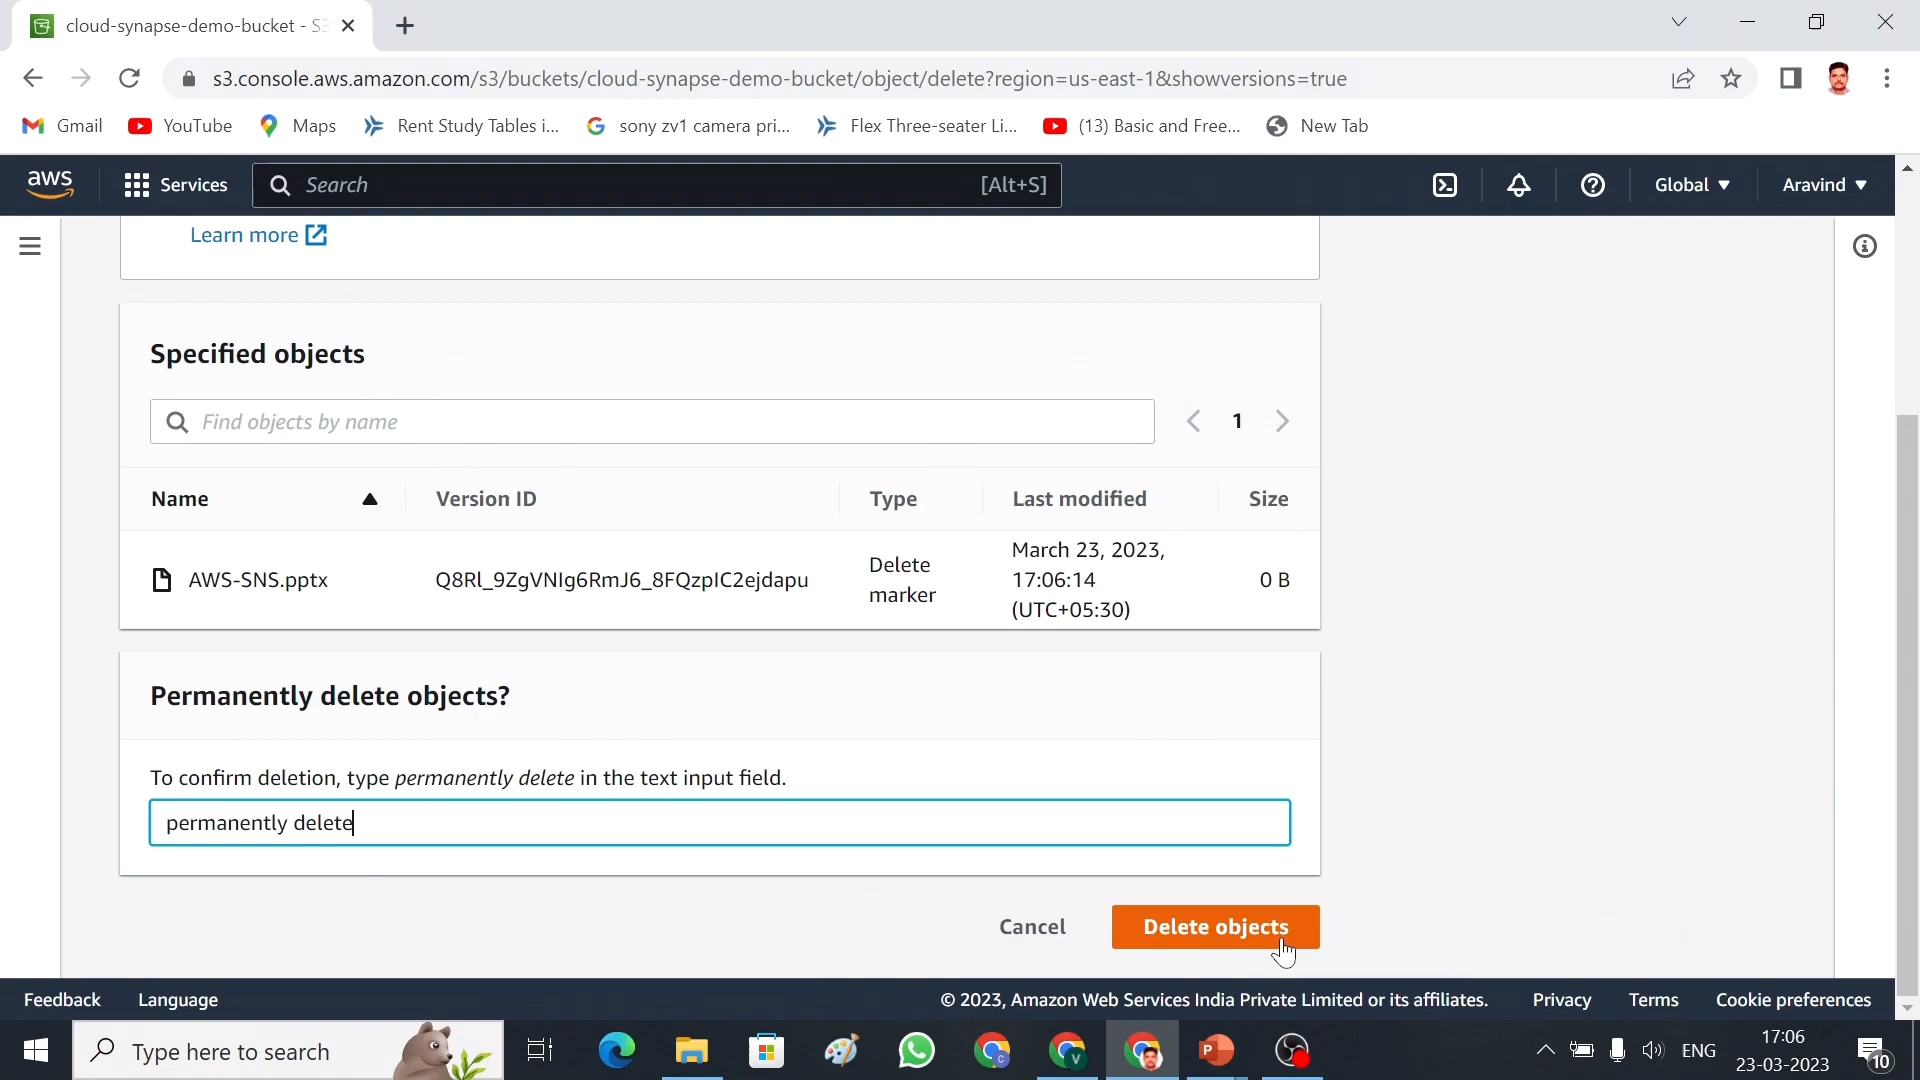 cloud-synapse-demo-bucket - S3
s3.console.aws.amazon.com/s3/buckets/cloud-synapse-demo-bucket/object/delete?region=us-east-1&showversions=true
Gmail YouTube Maps Rent Study Tables i... sony zv1 camera pri... Flex Three-seater Li... (13) Basic and Free... New Tab
aws Services Search [Alt+S] Global Aravind
Learn more
Specified objects
Find objects by name 1
Name Version ID Type Last modified Size
AWS-SNS.pptx Q8Rl_9ZgVNIg6RmJ6_8FQzpIC2ejdapu Delete marker March 23, 2023, 17:06:14 (UTC+05:30) 0 B
Permanently delete objects?
To confirm deletion, type permanently delete in the text input field.
permanently delete
Cancel Delete objects
Feedback Language © 2023, Amazon Web Services India Private Limited or its affiliates. Privacy Terms Cookie preferences
Type here to search ENG 17:06
23-03-2023 10